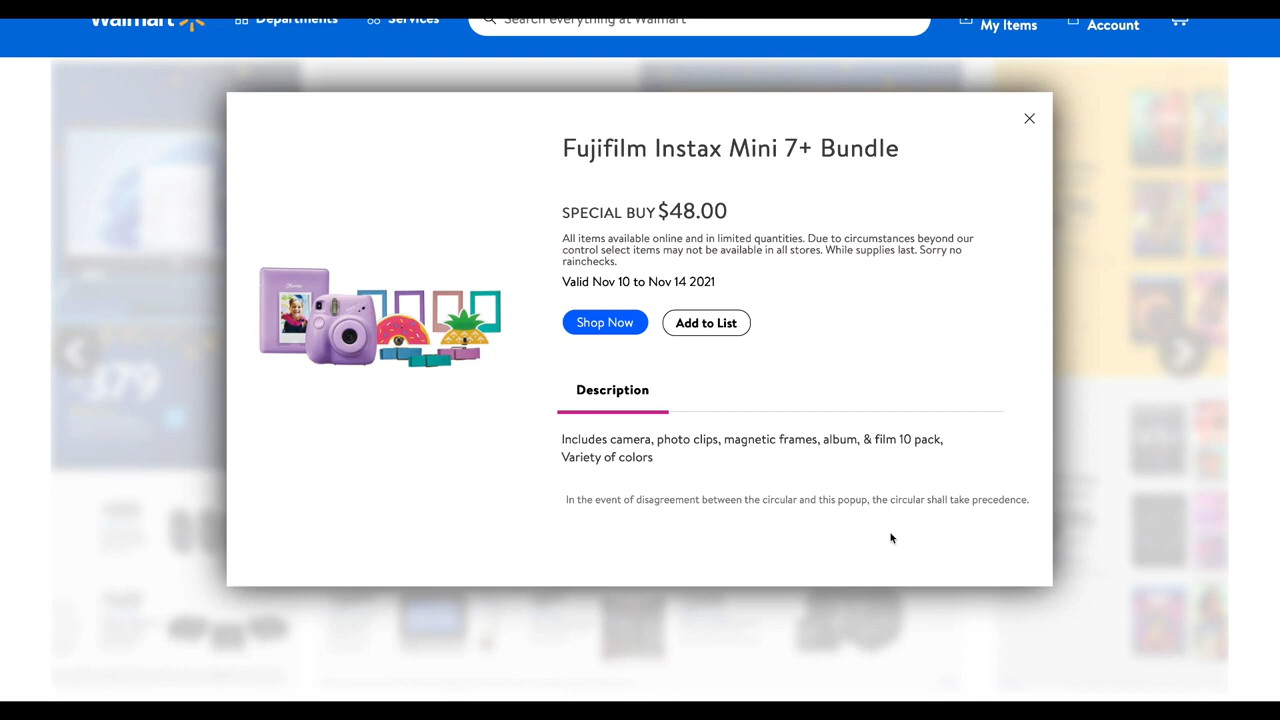 Walmart
Departments
Services
Search everything at Walmart
My Items
Account
Fujifilm Instax Mini 7+ Bundle
SPECIAL BUY $48.00
All items available online and in limited quantities. Due to circumstances beyond our
control select items may not be available in all stores. While supplies last. Sorry no
rainchecks.
Valid Nov 10 to Nov 14 2021
Shop Now
Add to List
Description
Includes camera, photo clips, magnetic frames, album, & film 10 pack,
Variety of colors
In the event of disagreement between the circular and this popup, the circular shall take precedence.